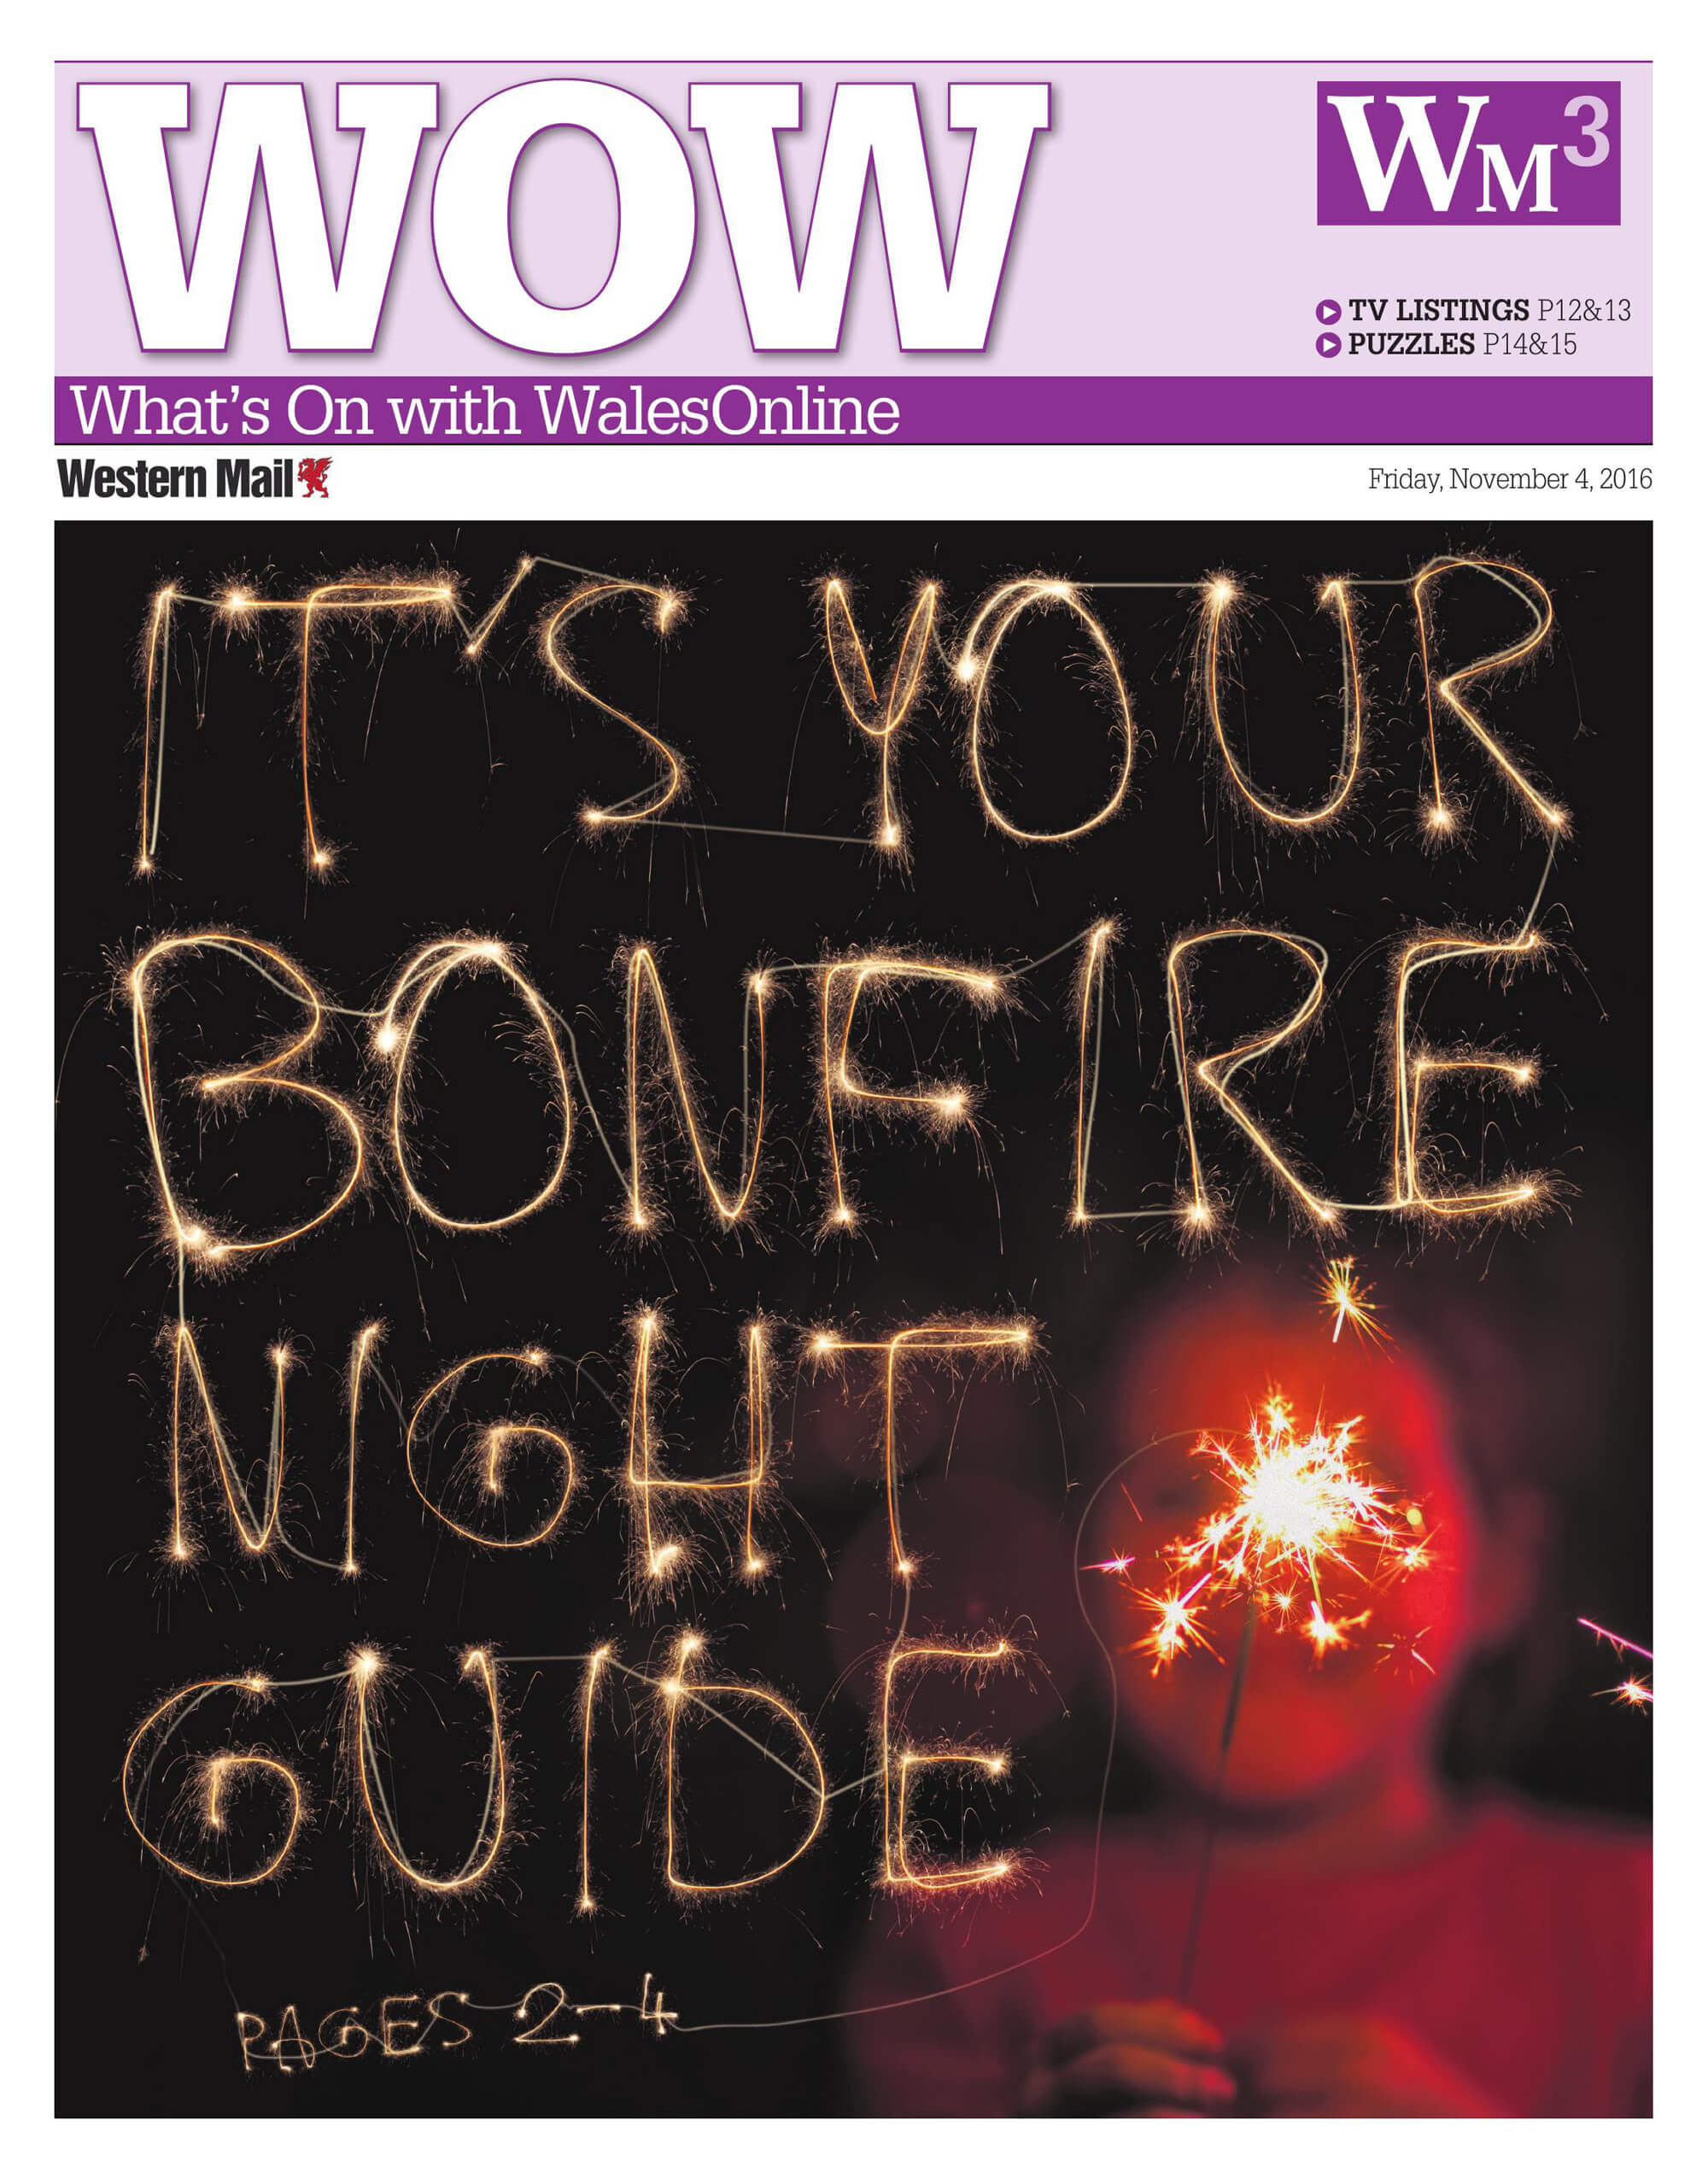 WOW
WM3
TV LISTINGS P12&13
PUZZLES P14&15
What's On with WalesOnline
Western Mail
Friday, November 4, 2016
IT'S YOUR
BONFIRE
NIGHT
GUIDE
PAGES 2-4